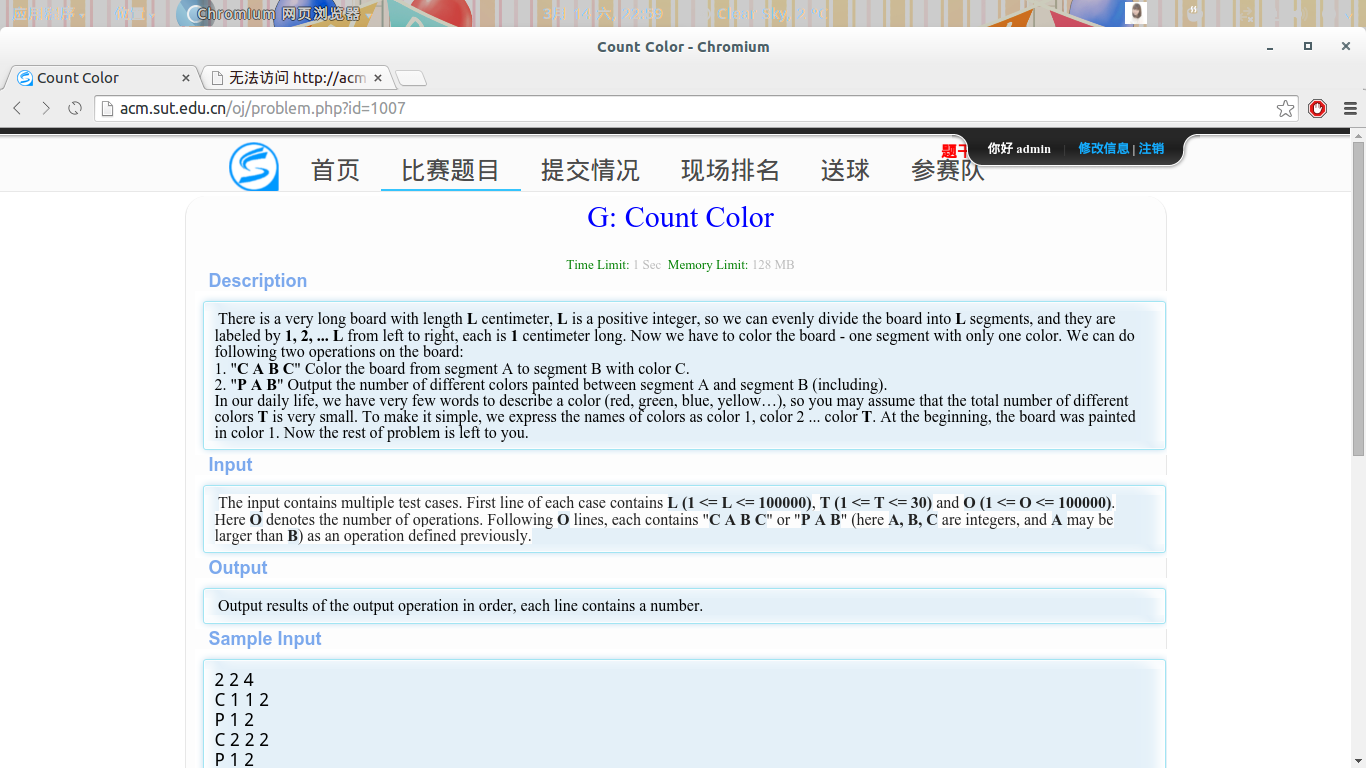 Chromium 网页浏览器
Count Color - Chromium
Count Color
无法访问 http://acm
acm.sut.edu.cn/oj/problem.php?id=1007
首页 比赛题目 提交情况 现场排名 送球 参赛队
你好 admin 修改信息 | 注销
G: Count Color
Time Limit: 1 Sec Memory Limit: 128 MB
Description
There is a very long board with length L centimeter, L is a positive integer, so we can evenly divide the board into L segments, and they are
labeled by 1, 2, ... L from left to right, each is 1 centimeter long. Now we have to color the board - one segment with only one color. We can do
following two operations on the board:
1. "C A B C" Color the board from segment A to segment B with color C.
2. "P A B" Output the number of different colors painted between segment A and segment B (including).
In our daily life, we have very few words to describe a color (red, green, blue, yellow…), so you may assume that the total number of different
colors T is very small. To make it simple, we express the names of colors as color 1, color 2 ... color T. At the beginning, the board was painted
in color 1. Now the rest of problem is left to you.
Input
The input contains multiple test cases. First line of each case contains L (1 <= L <= 100000), T (1 <= T <= 30) and O (1 <= O <= 100000).
Here O denotes the number of operations. Following O lines, each contains "C A B C" or "P A B" (here A, B, C are integers, and A may be
larger than B) as an operation defined previously.
Output
Output results of the output operation in order, each line contains a number.
Sample Input
2 2 4
C 1 1 2
P 1 2
C 2 2 2
P 1 2